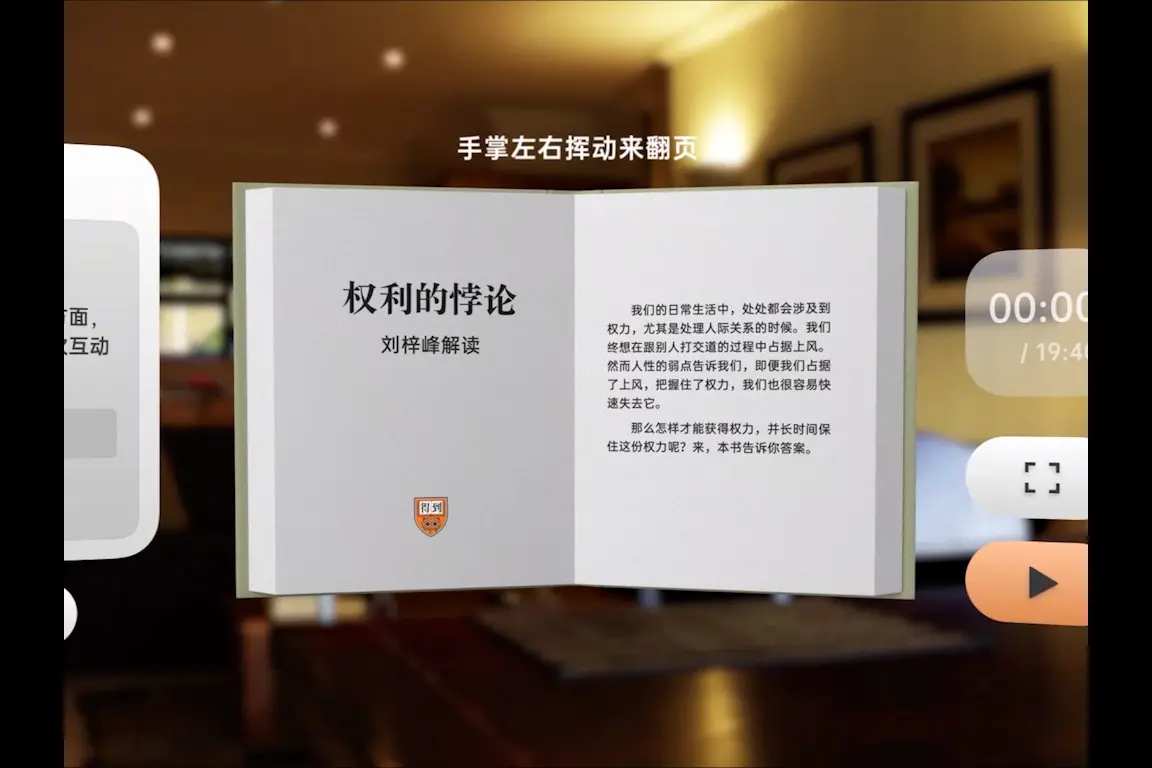 手掌左右挥动来翻页
方面，
次互动
权利的悖论
刘梓峰解读
得到
我们的日常生活中，处处都会涉及到
权力，尤其是处理人际关系的时候。我们
终想在跟别人打交道的过程中占据上风。
然而人性的弱点告诉我们，即便我们占据
了上风，把握住了权力，我们也很容易快
速失去它。
那么怎样才能获得权力，并长时间保
住这份权力呢？来，本书告诉你答案。
00:00
/ 19:40